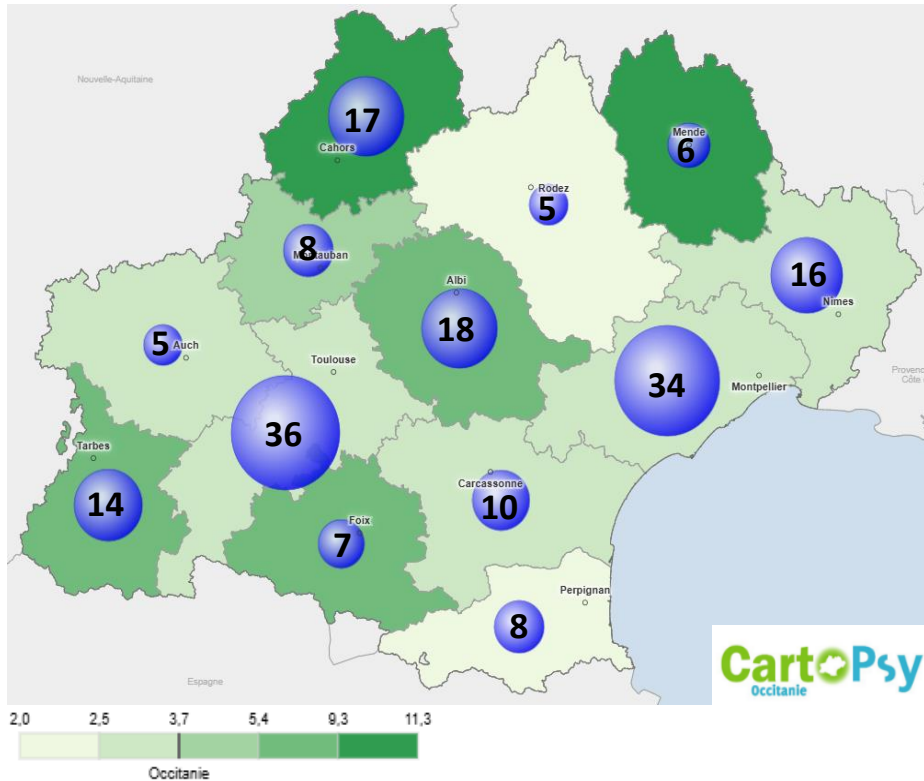 Nouvelle-Aquitaine
17
Cahors
Mende
6
Rodez
5
8
Montauban
16
Nimes
Albi
18
5
Auch
Toulouse
34
Montpellier
Provence
Côte
36
Tarbes
14
Carcassonne
10
Foix
7
Perpignan
8
Espagne
CartoPsy
Occitanie
2,0 2,5 3,7 5,4 9,3 11,3
Occitanie